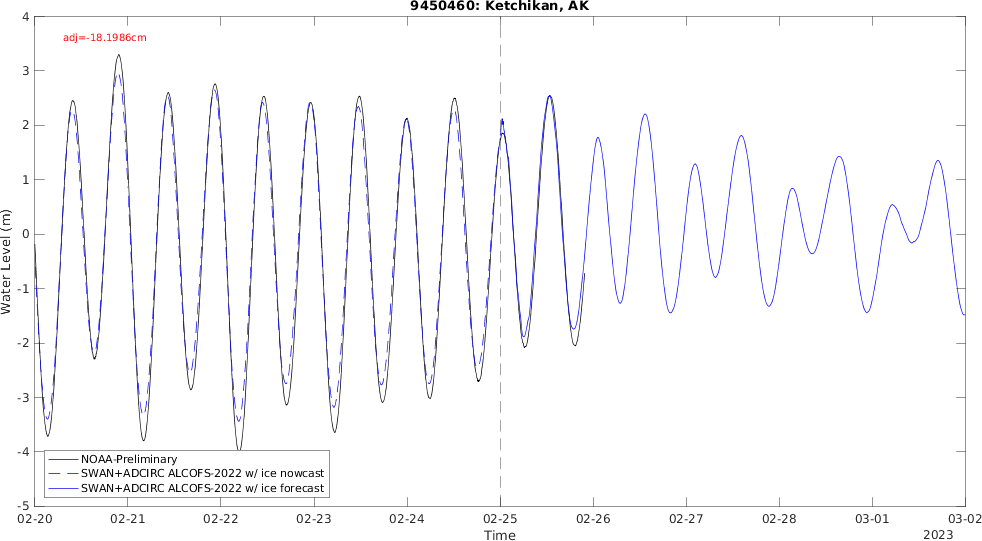 9450460: Ketchikan, AK
adj=-18.1986cm
4
3
2
1
0
-1
-2
-3
-4
-5
Water Level (m)
NOAA-Preliminary
SWAN+ADCIRC ALCOFS-2022 w/ ice nowcast
SWAN+ADCIRC ALCOFS-2022 w/ ice forecast
02-20 02-21 02-22 02-23 02-24 02-25 02-26 02-27 02-28 03-01 03-02
Time
2023